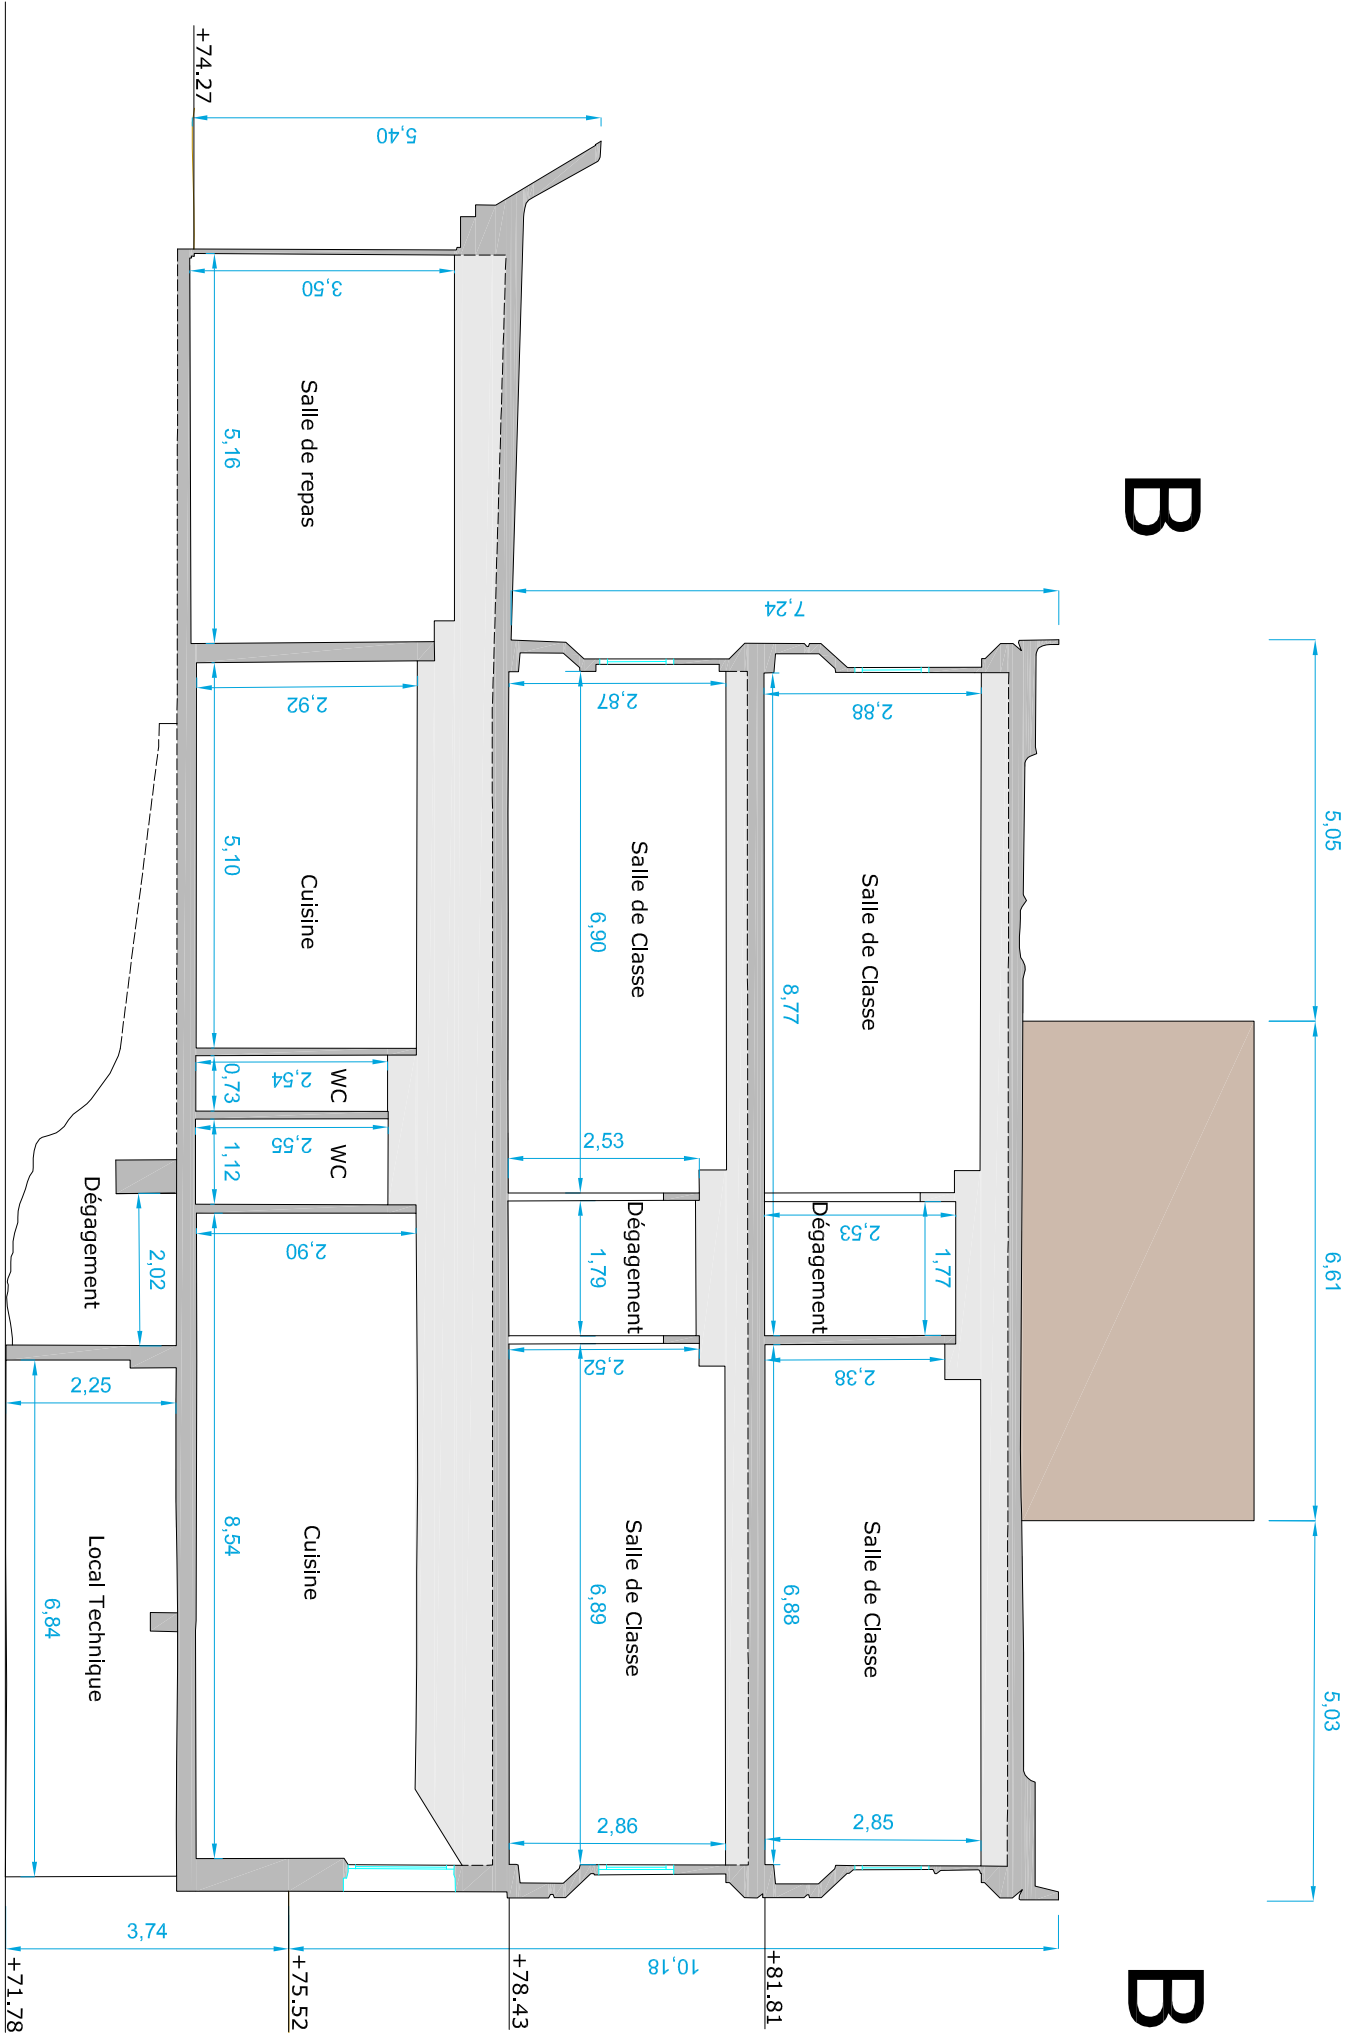 B
B
5,05
6,61
5,03
7,24
2,88
Salle de Classe
8,77
Dégagement
2,53
1,77
2,38
Salle de Classe
6,88
2,85
10,18
+81.81
5,40
2,87
Salle de Classe
6,90
2,53
Dégagement
1,79
2,52
Salle de Classe
6,89
2,86
+78.43
+74.27
3,50
Salle de repas
5,16
2,92
Cuisine
5,10
WC
2,54
0,73
WC
2,55
1,12
2,90
Cuisine
8,54
+75.52
Dégagement
2,02
2,25
Local Technique
6,84
3,74
+71.78